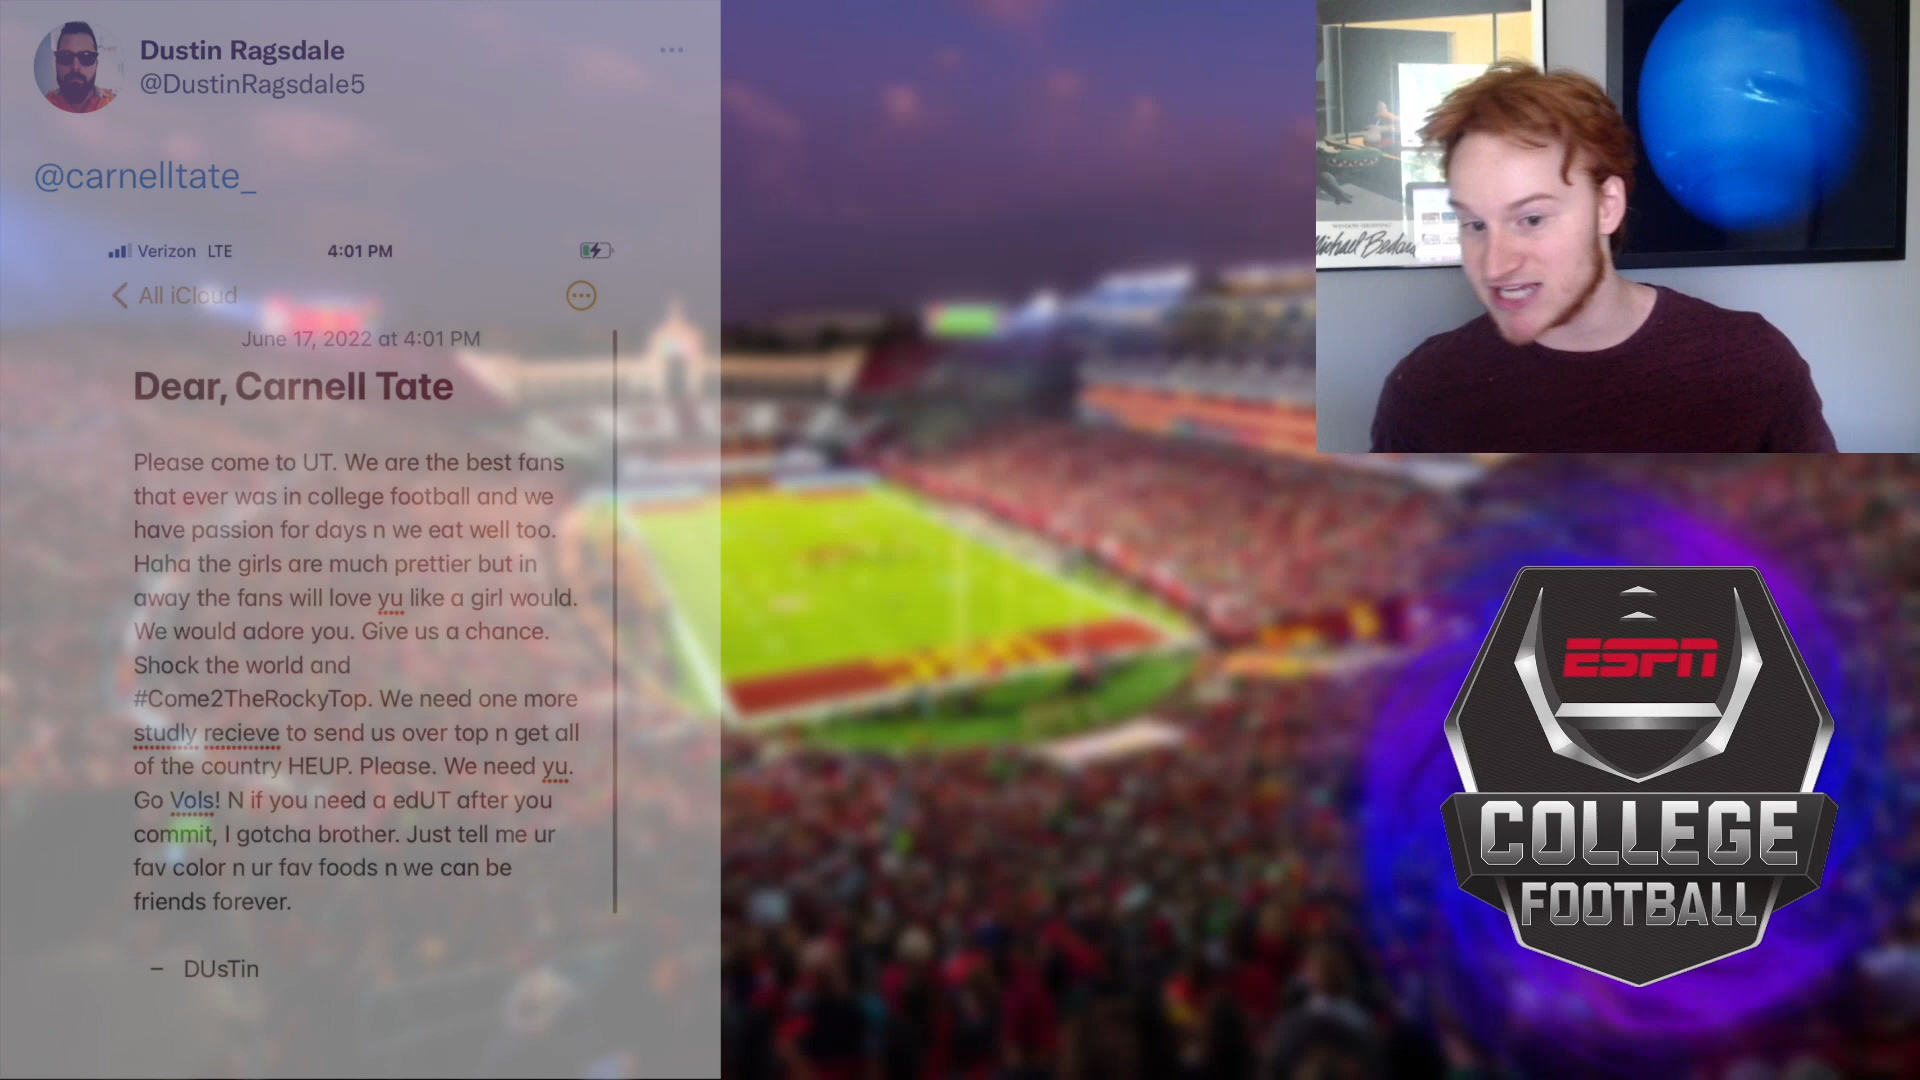 Dustin Ragsdale
@DustinRagsdale5
@carnelltate_
Verizon LTE 4:01 PM
All iCloud
June 17, 2022 at 4:01 PM
Dear, Carnell Tate
Please come to UT. We are the best fans
that ever was in college football and we
have passion for days n we eat well too.
Haha the girls are much prettier but in
away the fans will love yu like a girl would.
We would adore you. Give us a chance.
Shock the world and
#Come2TheRockyTop. We need one more
studly recieve to send us over top n get all
of the country HEUP. Please. We need yu.
Go Vols! N if you need a edUT after you
commit, I gotcha brother. Just tell me ur
fav color n ur fav foods n we can be
friends forever.
– DUsTin
Michael Bedard
ESPN
COLLEGE
FOOTBALL